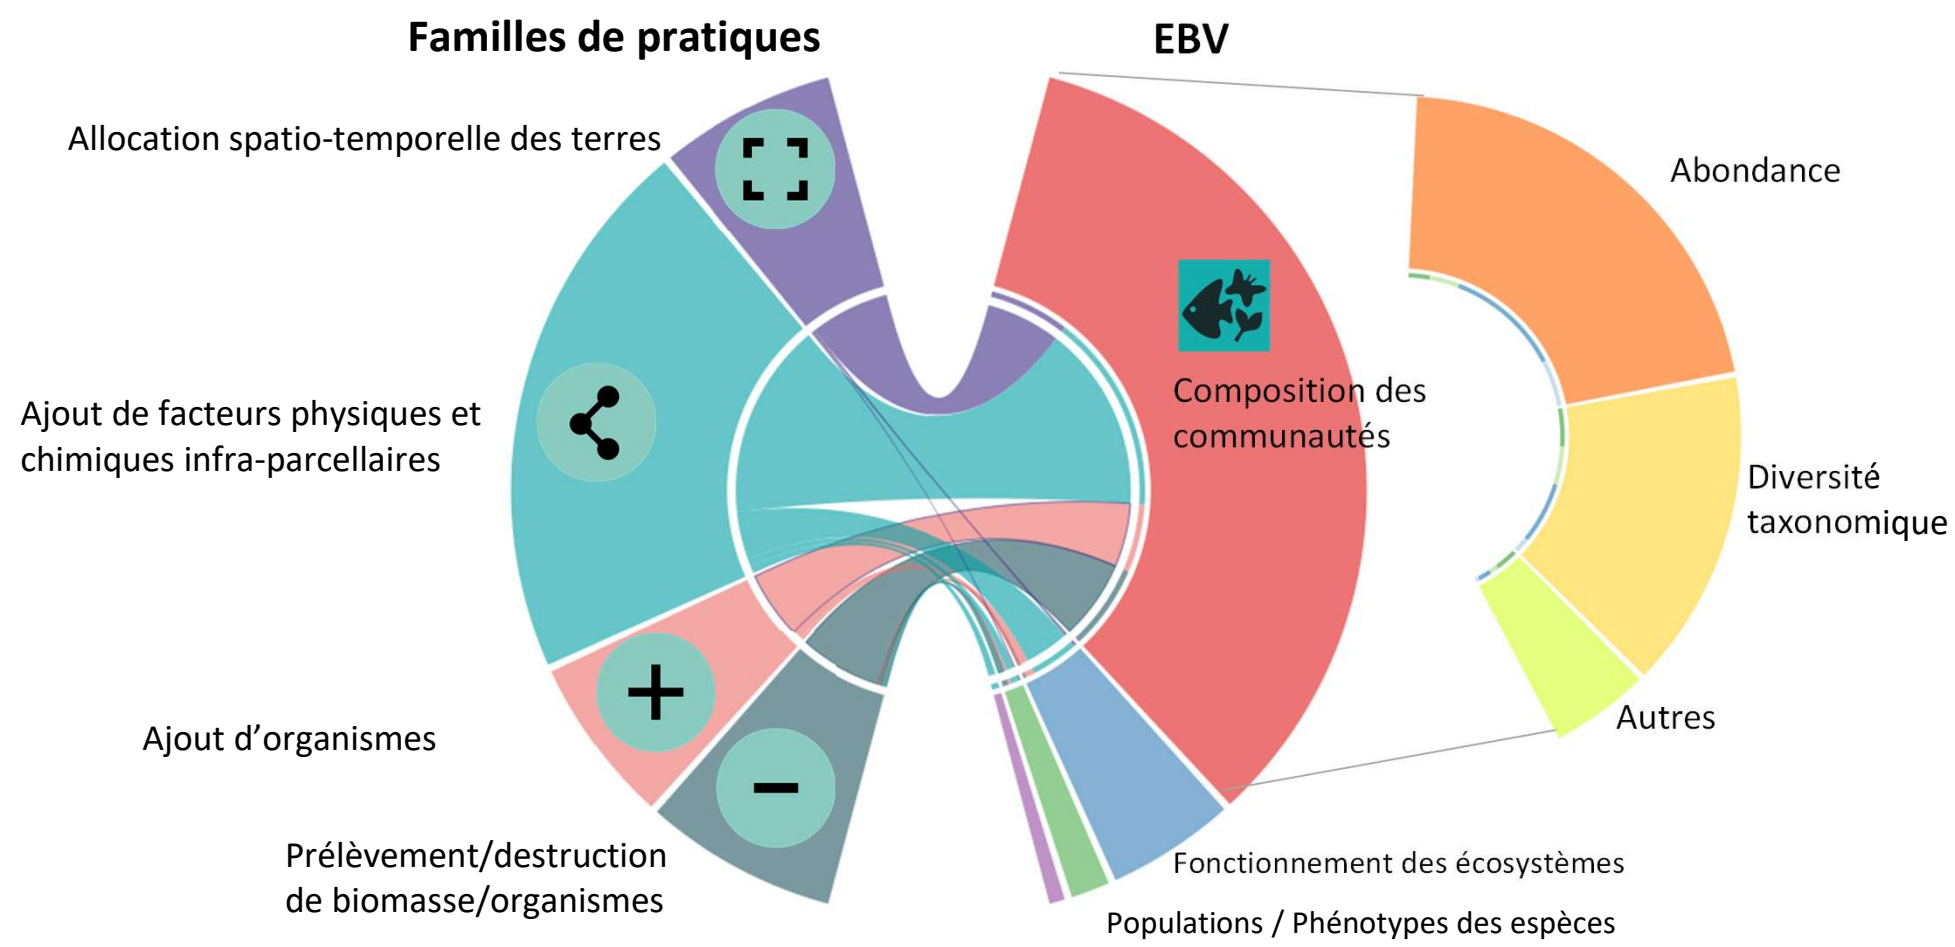 Familles de pratiques
EBV
Allocation spatio-temporelle des terres
Abondance
Composition des
communautés
Ajout de facteurs physiques et
chimiques infra-parcellaires
Diversité
taxonomique
Autres
Ajout d’organismes
Prélèvement/destruction
de biomasse/organismes
Fonctionnement des écosystèmes
Populations / Phénotypes des espèces